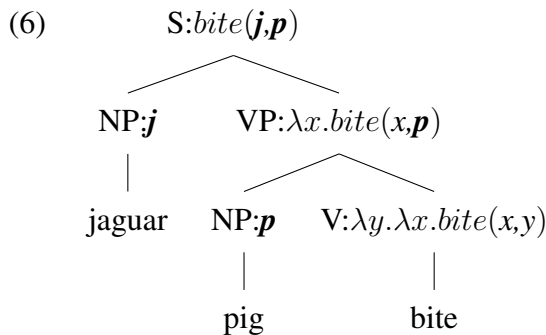 (6) S:bite(j,p)
NP:j VP:λx.bite(x,p)
jaguar NP:p V:λy.λx.bite(x,y)
pig bite